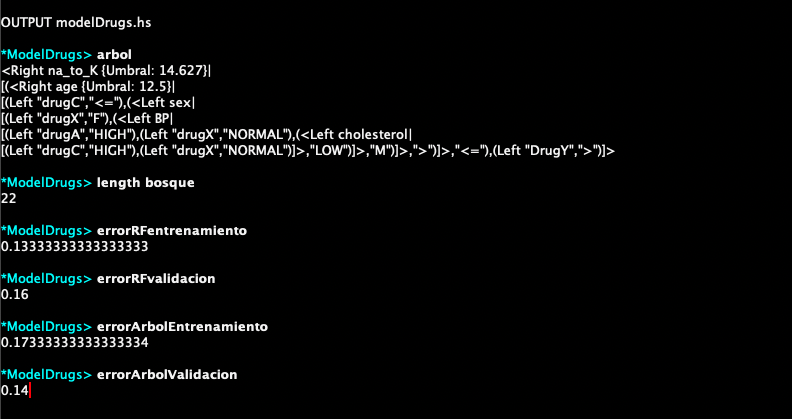 OUTPUT modelDrugs.hs
*ModelDrugs> arbol
<Right na_to_K {Umbral: 14.627}|
[(<Right age {Umbral: 12.5}|
[(Left "drugC","<="),(<Left sex|
[(Left "drugX","F"),(<Left BP|
[(Left "drugA","HIGH"),(Left "drugX","NORMAL"),(<Left cholesterol|
[(Left "drugC","HIGH"),(Left "drugX","NORMAL")]>,"LOW")]>,"M")]>,">")]>,"<="),(Left "DrugY",">")]>
*ModelDrugs> length bosque
22
*ModelDrugs> errorRFentrenamiento
0.13333333333333333
*ModelDrugs> errorRFvalidacion
0.16
*ModelDrugs> errorArbolEntrenamiento
0.17333333333333334
*ModelDrugs> errorArbolValidacion
0.14